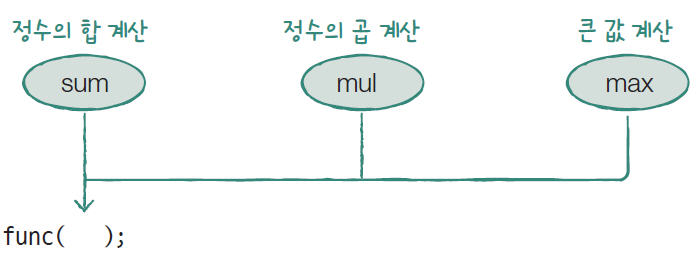 정수의 합 계산
정수의 곱 계산
큰 값 계산
sum
mul
max
func(   );